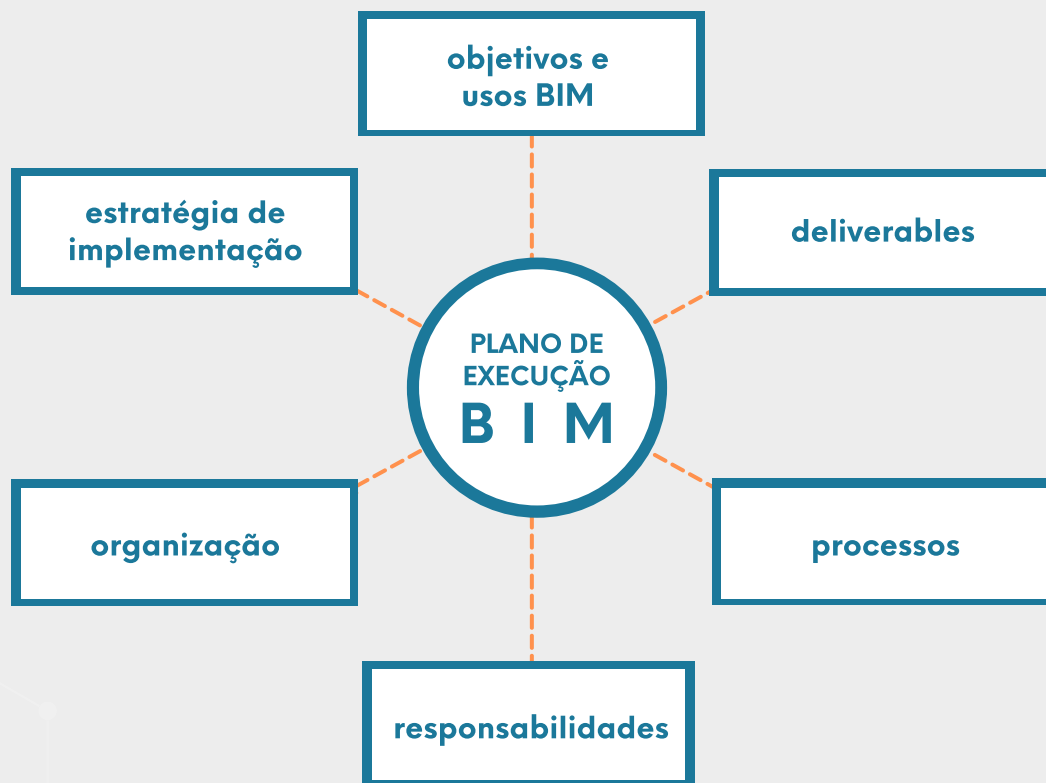 objetivos e
usos BIM
estratégia de
implementação
deliverables
PLANO DE
EXECUÇÃO
B I M
organização
processos
responsabilidades